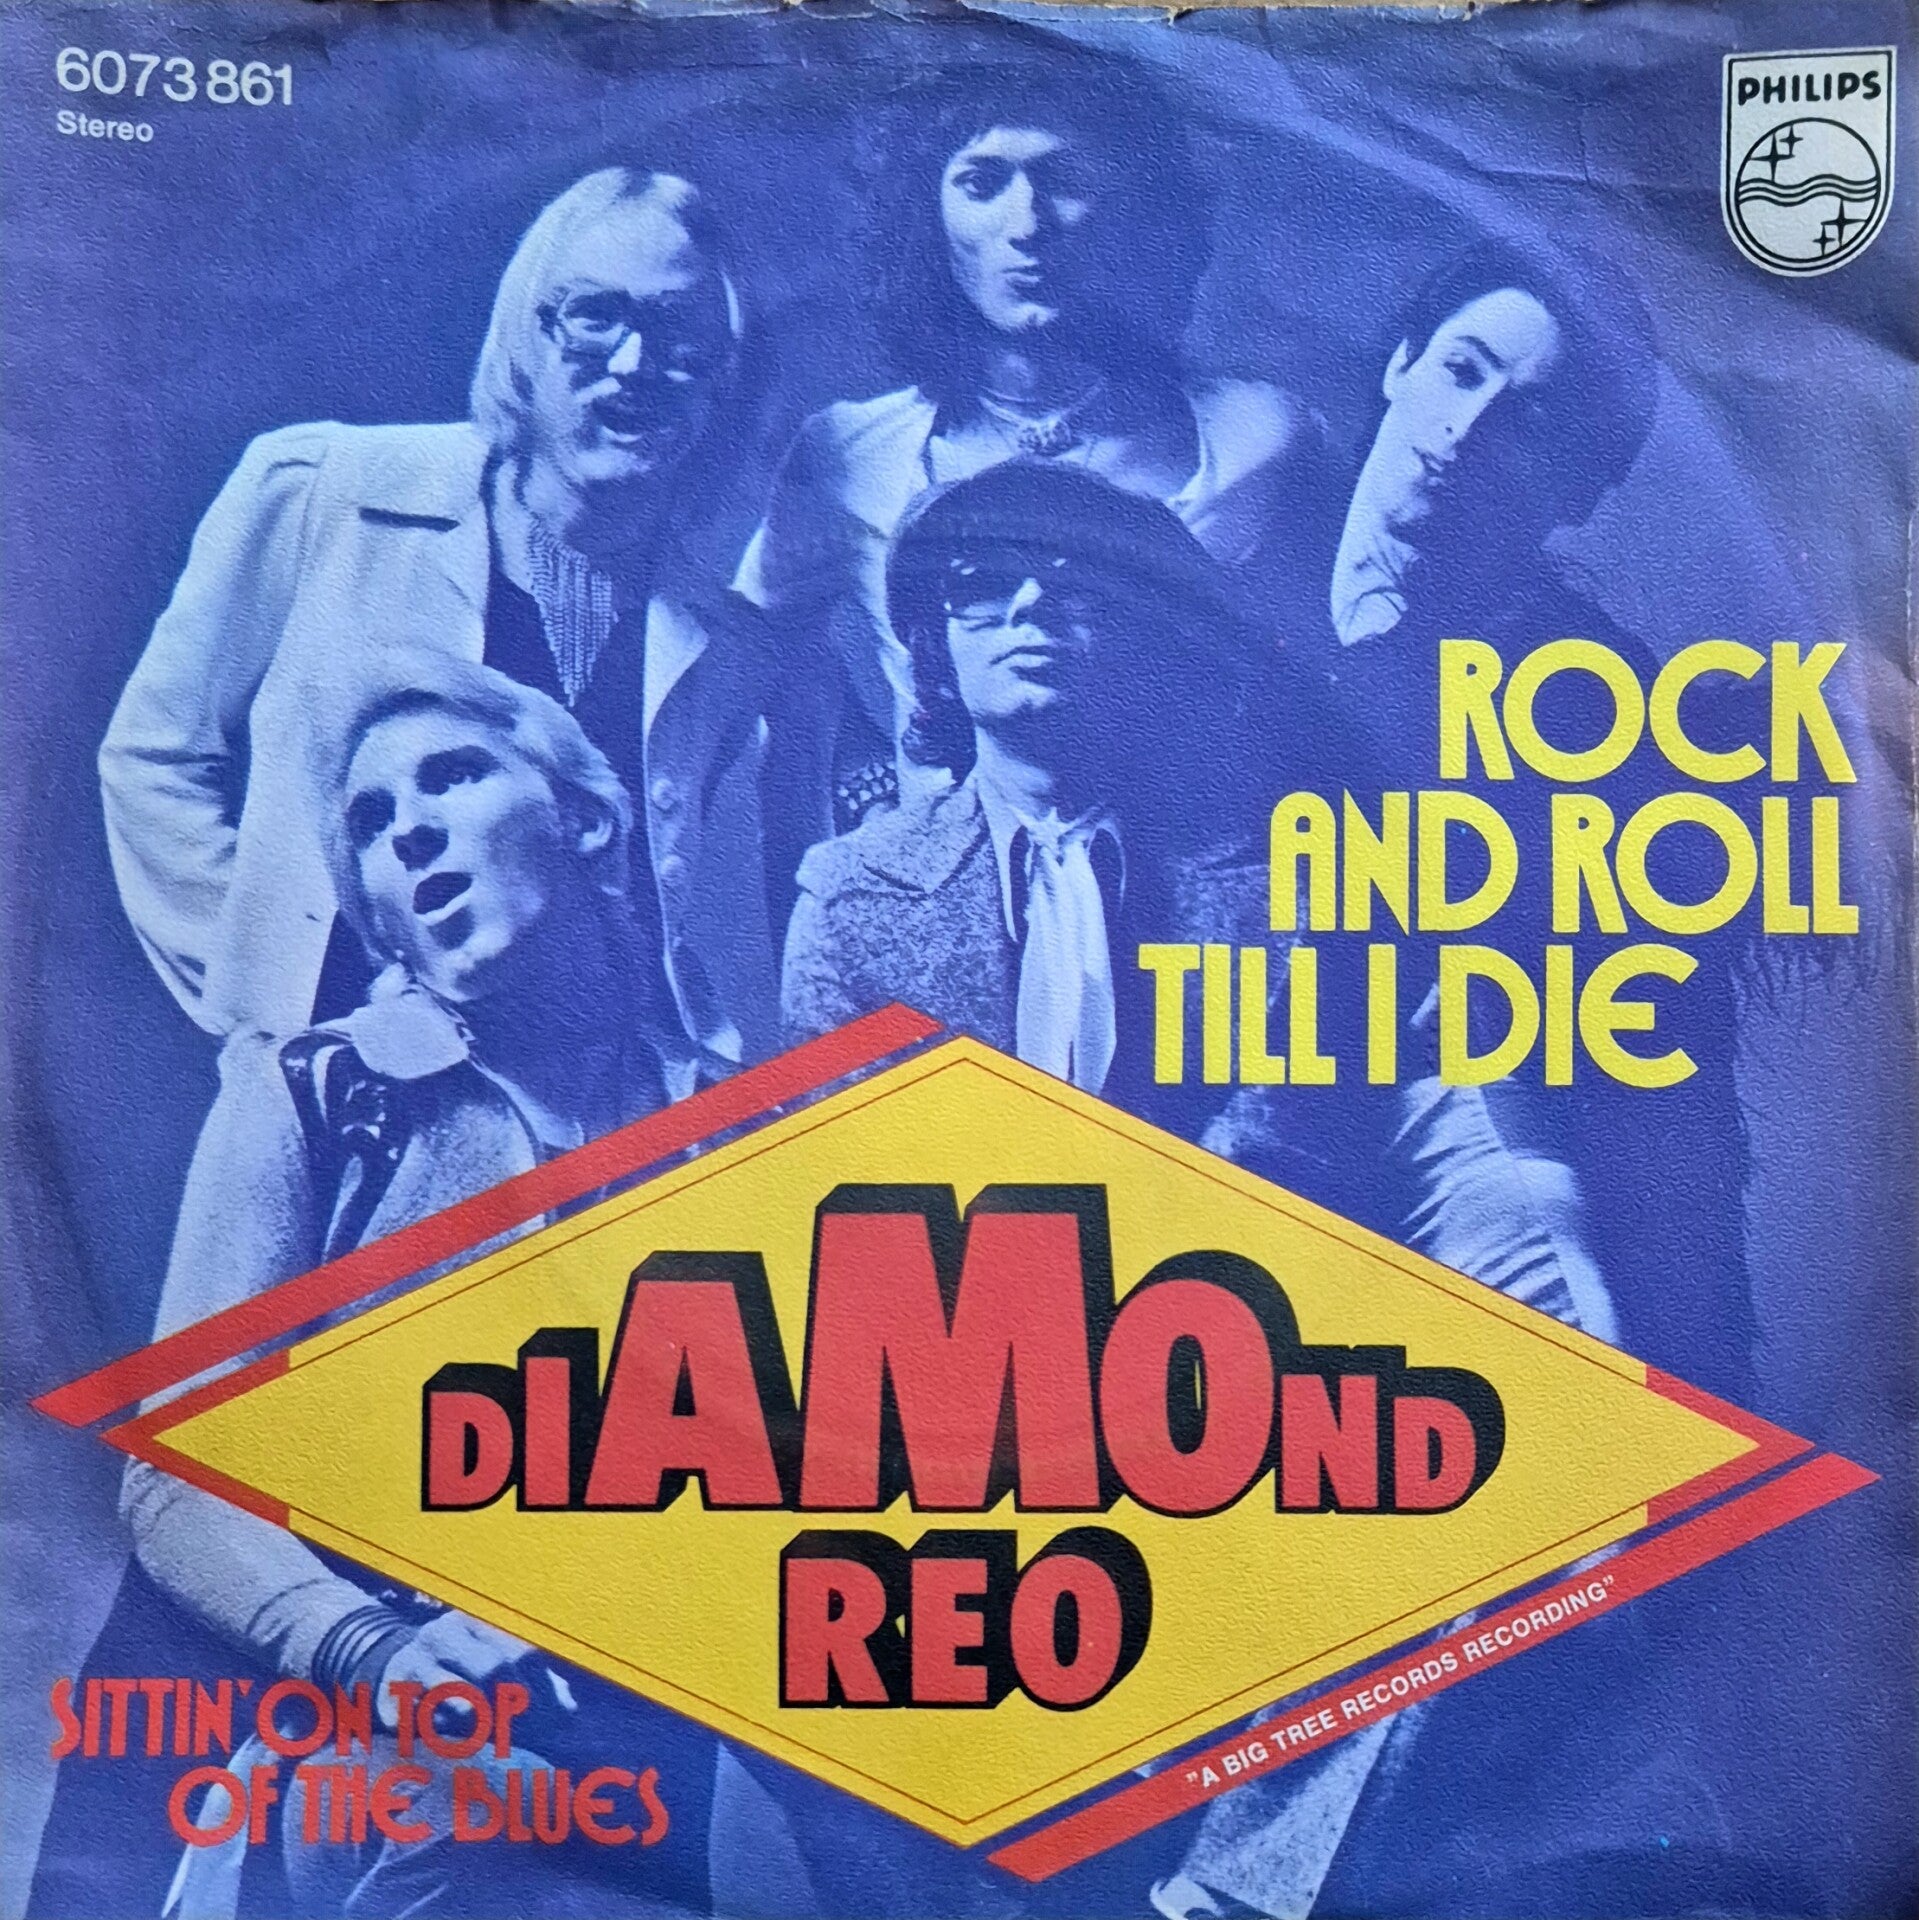 6073 861
Stereo
PHILIPS
ROCK
AND ROLL
TILL I DIE
DIAMOND
REO
SITTIN' ON TOP
OF THE BLUES
"A BIG TREE RECORDS RECORDING"